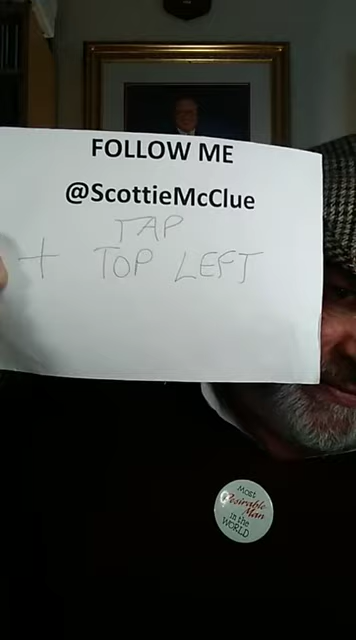 FOLLOW ME
@ScottieMcClue
TAP
+ TOP LEFT
Most
Desirable
Man
in the
WORLD